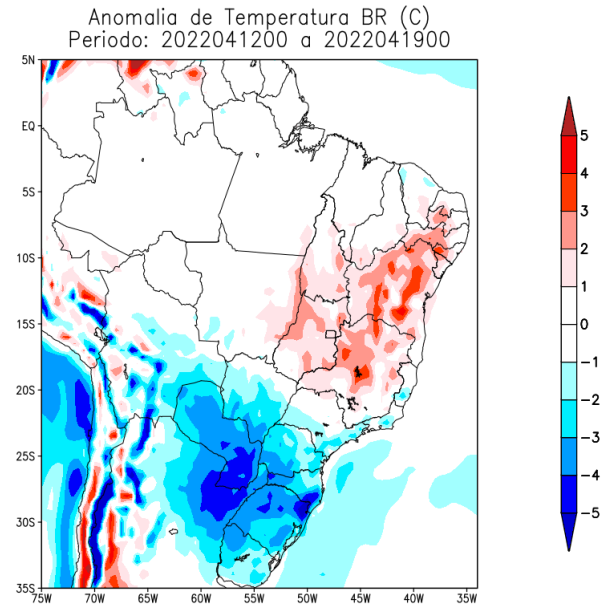 Anomalia de Temperatura BR (C)
Periodo: 2022041200 a 2022041900
5N
EQ
5S
10S
15S
20S
25S
30S
35S
75W 70W 65W 60W 55W 50W 45W 40W 35W
5
4
3
2
1
0
−1
−2
−3
−4
−5